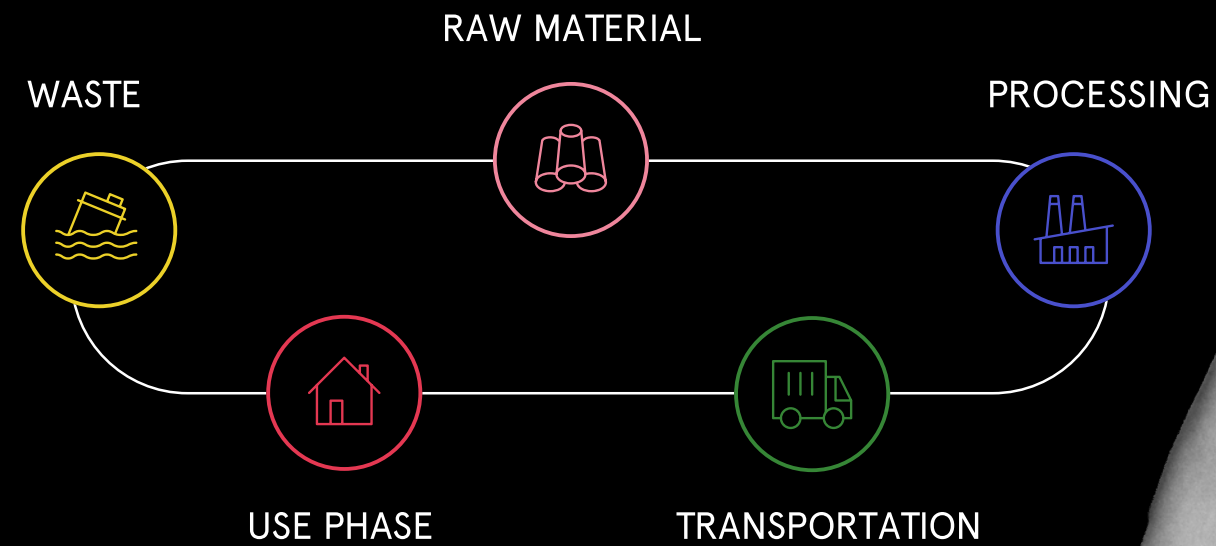 RAW MATERIAL
WASTE
PROCESSING
USE PHASE
TRANSPORTATION